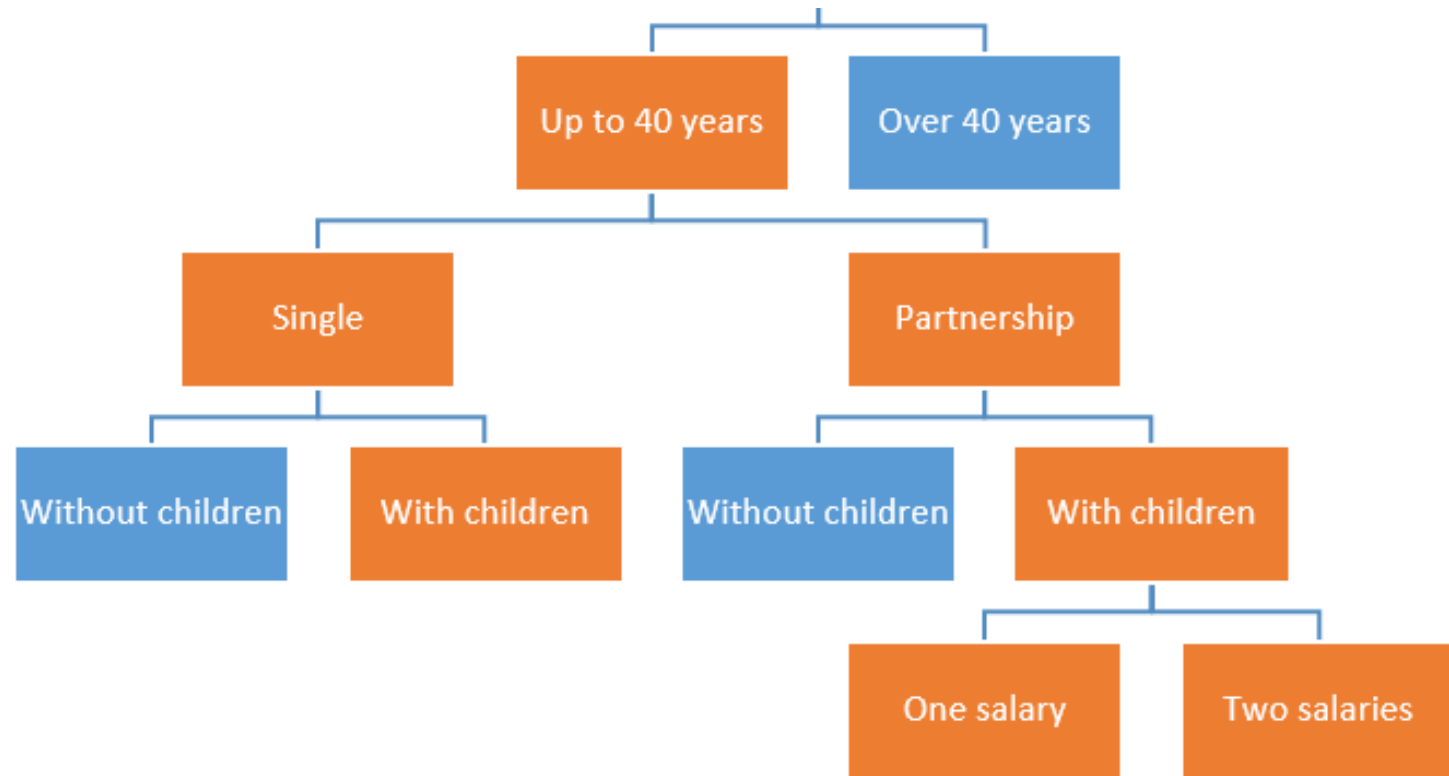 Up to 40 years
Over 40 years
Single
Partnership
Without children
With children
Without children
With children
One salary
Two salaries